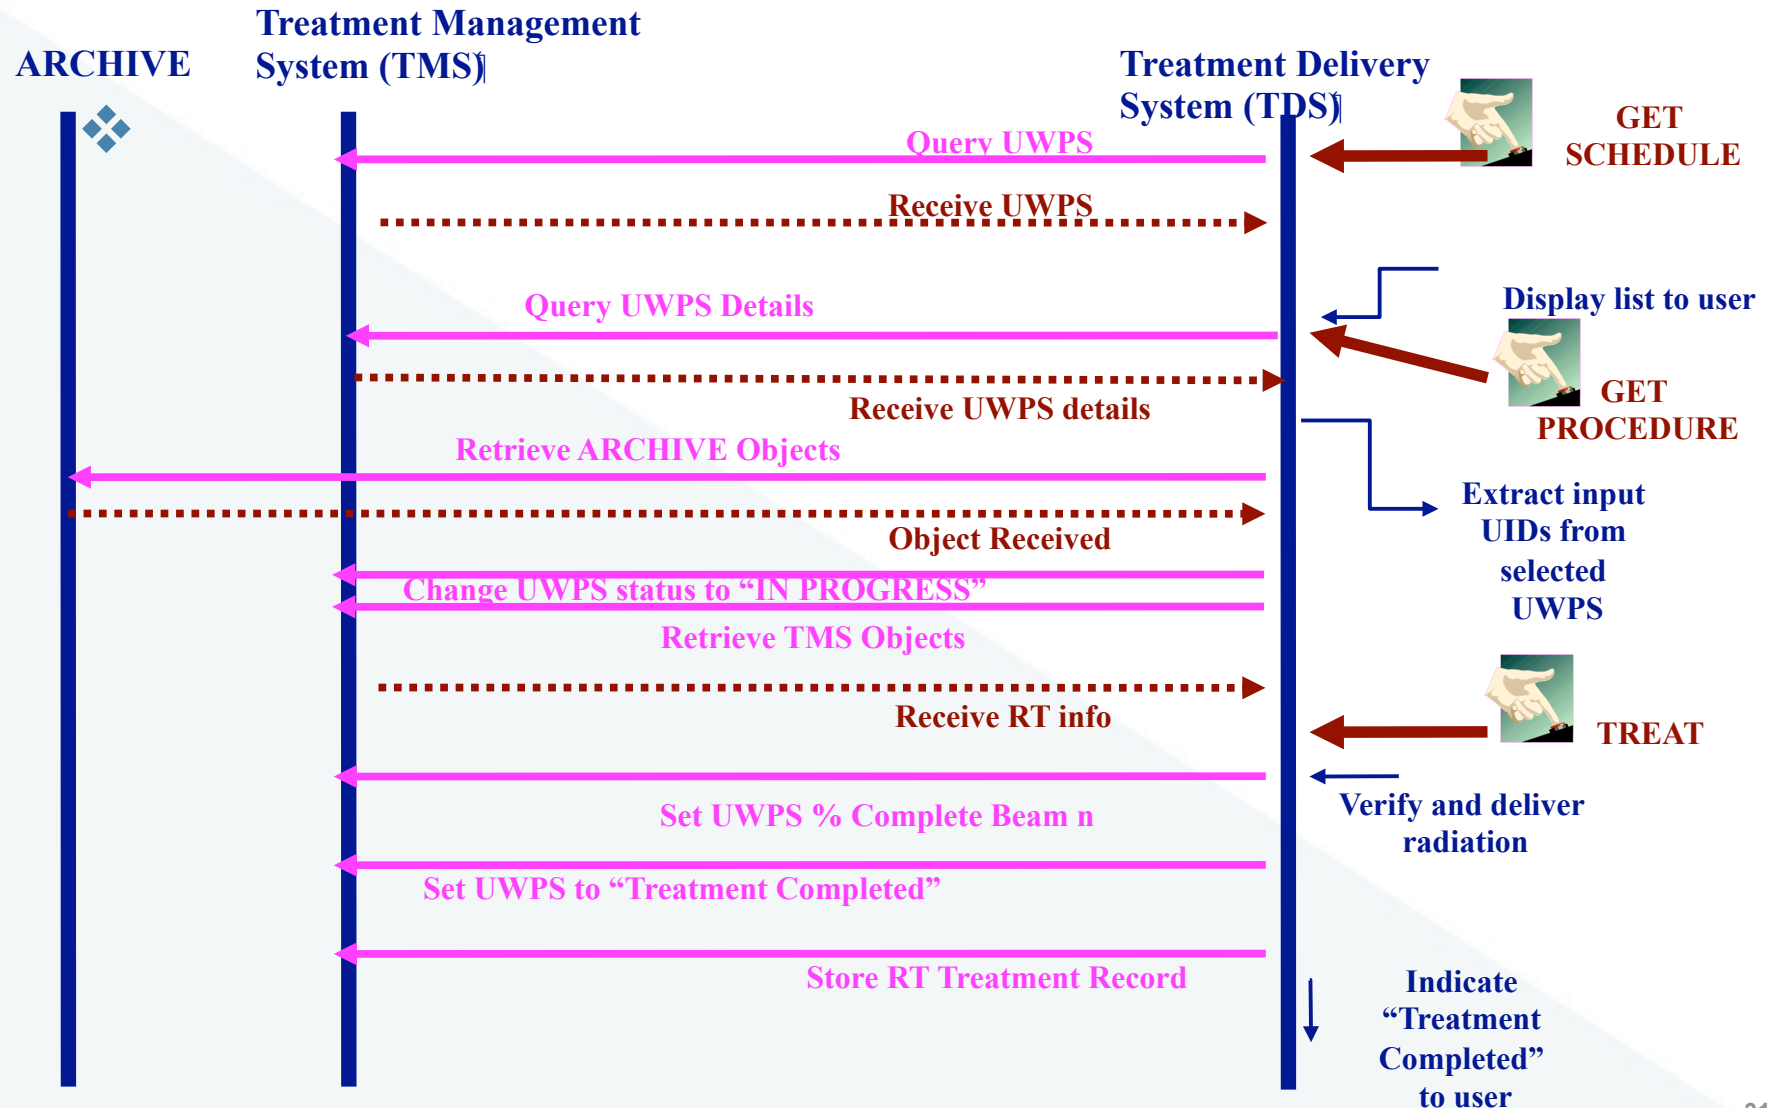 Treatment Management
System (TMS)
ARCHIVE
Treatment Delivery
System (TDS)
GET
SCHEDULE
Query UWPS
Receive UWPS
Display list to user
Query UWPS Details
GET
PROCEDURE
Receive UWPS details
Retrieve ARCHIVE Objects
Extract input
UIDs from
selected
UWPS
Object Received
Change UWPS status to “IN PROGRESS”
Retrieve TMS Objects
Receive RT info
TREAT
Verify and deliver
radiation
Set UWPS % Complete Beam n
Set UWPS to “Treatment Completed”
Store RT Treatment Record
Indicate
“Treatment
Completed”
to user